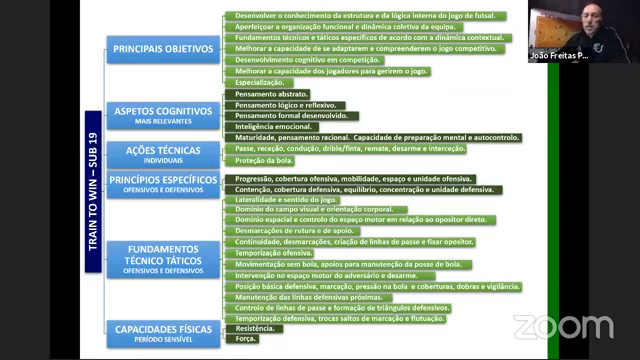 TRAIN TO WIN – SUB 19
PRINCIPAIS OBJETIVOS
Desenvolver o conhecimento da estrutura e da lógica interna do jogo de futsal.
Aperfeiçoar a organização funcional e dinâmica coletiva da equipa.
Fundamentos técnicos e táticos específicos de acordo com a dinâmica contextual.
Melhorar a capacidade de se adaptarem e compreenderem o jogo competitivo.
Desenvolvimento cognitivo em competição.
Melhorar a capacidade dos jogadores para gerirem o jogo.
Especialização.
ASPETOS COGNITIVOS
MAIS RELEVANTES
Pensamento abstrato.
Pensamento lógico e reflexivo.
Pensamento formal desenvolvido.
Inteligência emocional.
Maturidade, pensamento racional. Capacidade de preparação mental e autocontrolo.
AÇÕES TÉCNICAS
INDIVIDUAIS
Passe, receção, condução, drible/finta, remate, desarme e interceção.
Proteção da bola.
PRINCÍPIOS ESPECÍFICOS
OFENSIVOS E DEFENSIVOS
Progressão, cobertura ofensiva, mobilidade, espaço e unidade ofensiva.
Contenção, cobertura defensiva, equilíbrio, concentração e unidade defensiva.
FUNDAMENTOS
TÉCNICO TÁTICOS
OFENSIVOS E DEFENSIVOS
Lateralidade e sentido do jogo.
Domínio do campo visual e orientação corporal.
Domínio espacial e controlo do espaço motor em relação ao opositor direto.
Desmarcações de rutura e de apoio.
Continuidade, desmarcações, criação de linhas de passe e fixar opositor.
Temporização ofensiva.
Movimentação sem bola, apoios para manutenção da posse de bola.
Intervenção no espaço motor do adversário e desarme.
Posição básica defensiva, marcação, pressão na bola e coberturas, dobras e vigilância.
Manutenção das linhas defensivas próximas.
Controlo de linhas de passe e formação de triângulos defensivos.
Temporização defensiva, trocas saltos de marcação e flutuação.
CAPACIDADES FÍSICAS
PERÍODO SENSÍVEL
Resistência.
Força.
João Freitas P...
zoom